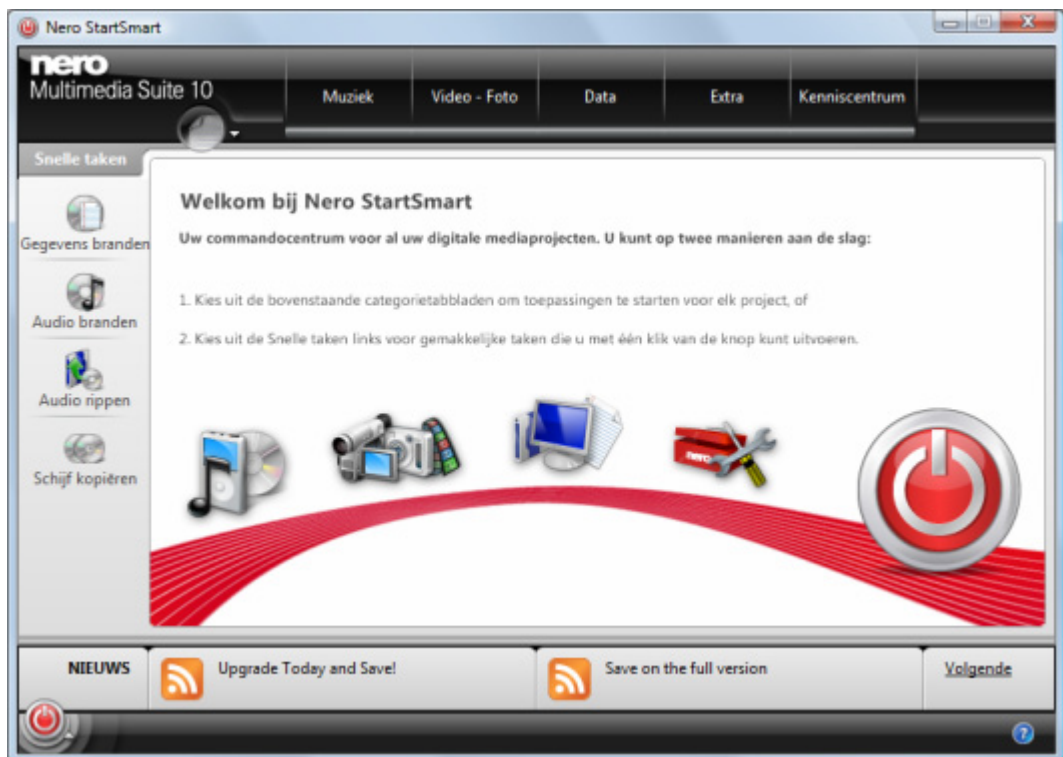 Nero StartSmart
nero
Multimedia Suite 10
Muziek
Video - Foto
Data
Extra
Kenniscentrum
Snelle taken
Gegevens branden
Audio branden
Audio rippen
Schijf kopiëren
Welkom bij Nero StartSmart
Uw commandocentrum voor al uw digitale mediaprojecten. U kunt op twee manieren aan de slag:
1. Kies uit de bovenstaande categorietabbladen om toepassingen te starten voor elk project, of
2. Kies uit de Snelle taken links voor gemakkelijke taken die u met één klik van de knop kunt uitvoeren.
nero
NIEUWS
Upgrade Today and Save!
Save on the full version
Volgende
?